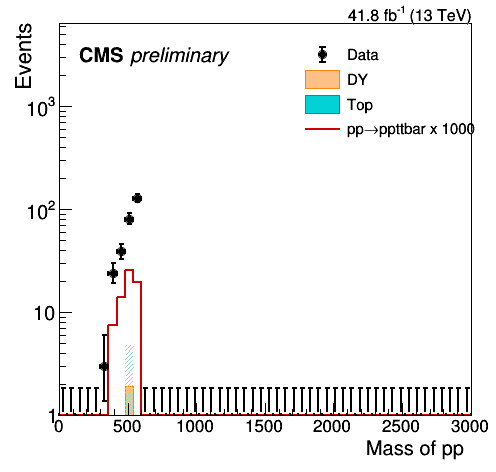 41.8 fb⁻¹ (13 TeV)
Events
CMS preliminary
Data
DY
Top
pp→ppttbar x 1000
10³
10²
10
1
0 500 1000 1500 2000 2500 3000
Mass of pp